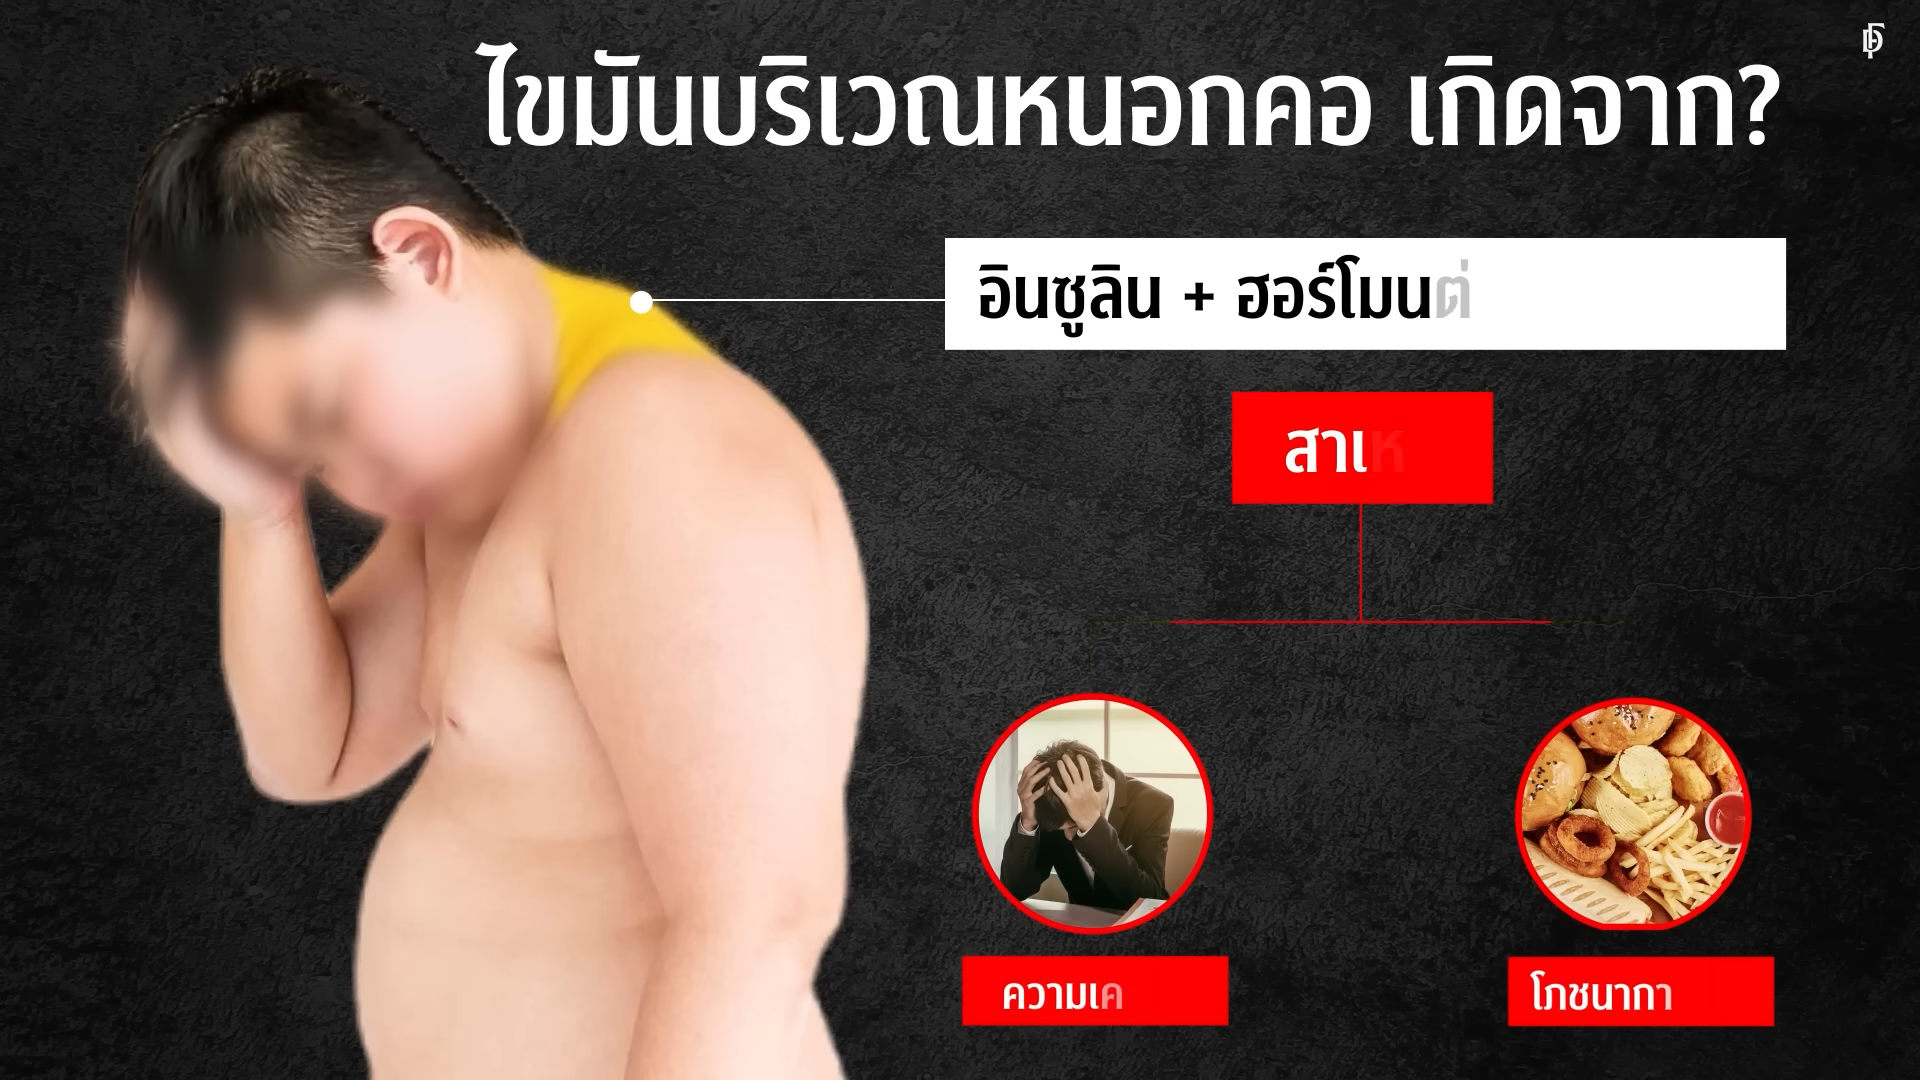 ไขมันบริเวณหนอกคอ เกิดจาก?
อินซูลิน + ฮอร์โมนต่
สาเห
ความเค
โภชนากา